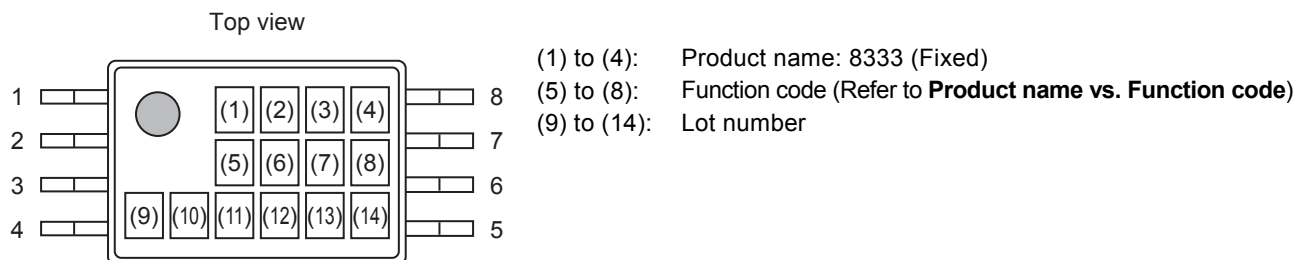 Top view
(1) to (4): Product name: 8333 (Fixed)
(5) to (8): Function code (Refer to Product name vs. Function code)
(9) to (14): Lot number
1 (1) (2) (3) (4) 8
2 7
(5) (6) (7) (8)
3 6
(9) (10) (11) (12) (13) (14)
4 5